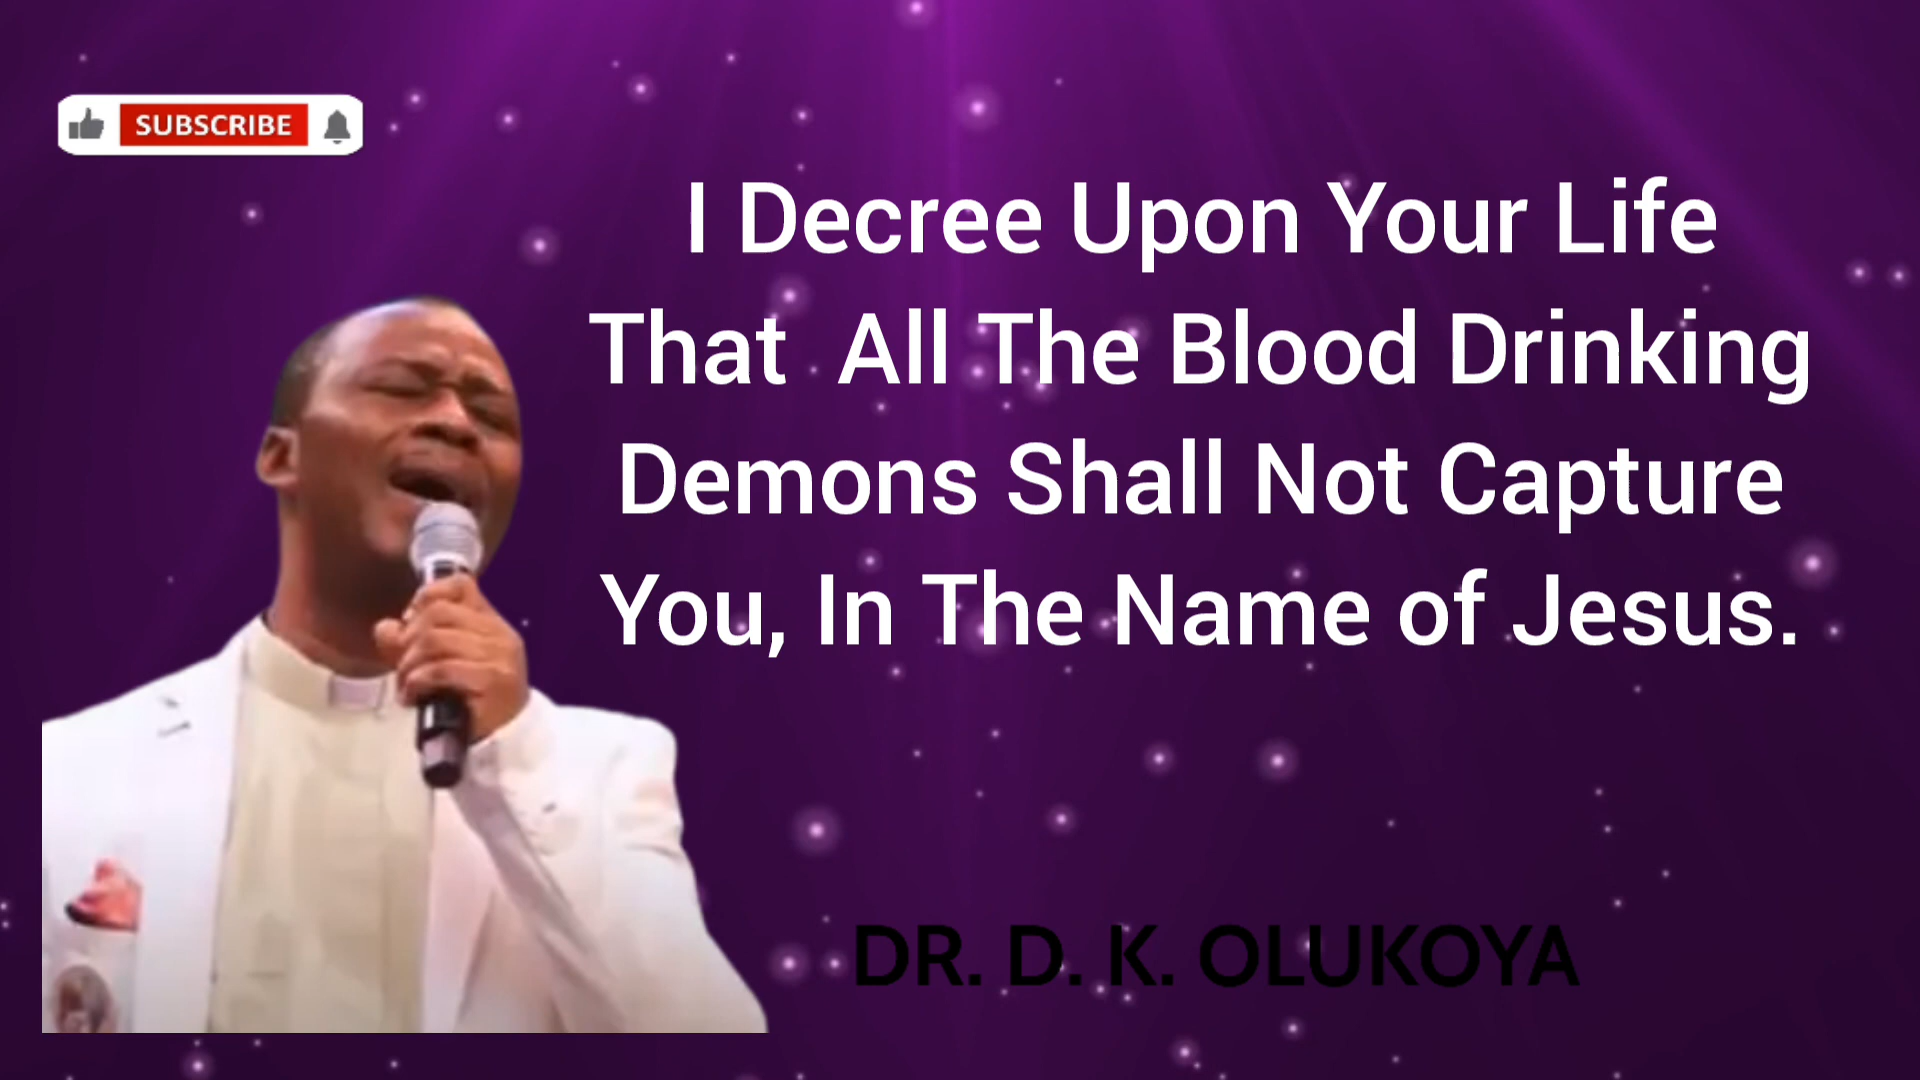 SUBSCRIBE
I Decree Upon Your Life
That All The Blood Drinking
Demons Shall Not Capture
You, In The Name of Jesus.
DR. D. K. OLUKOYA